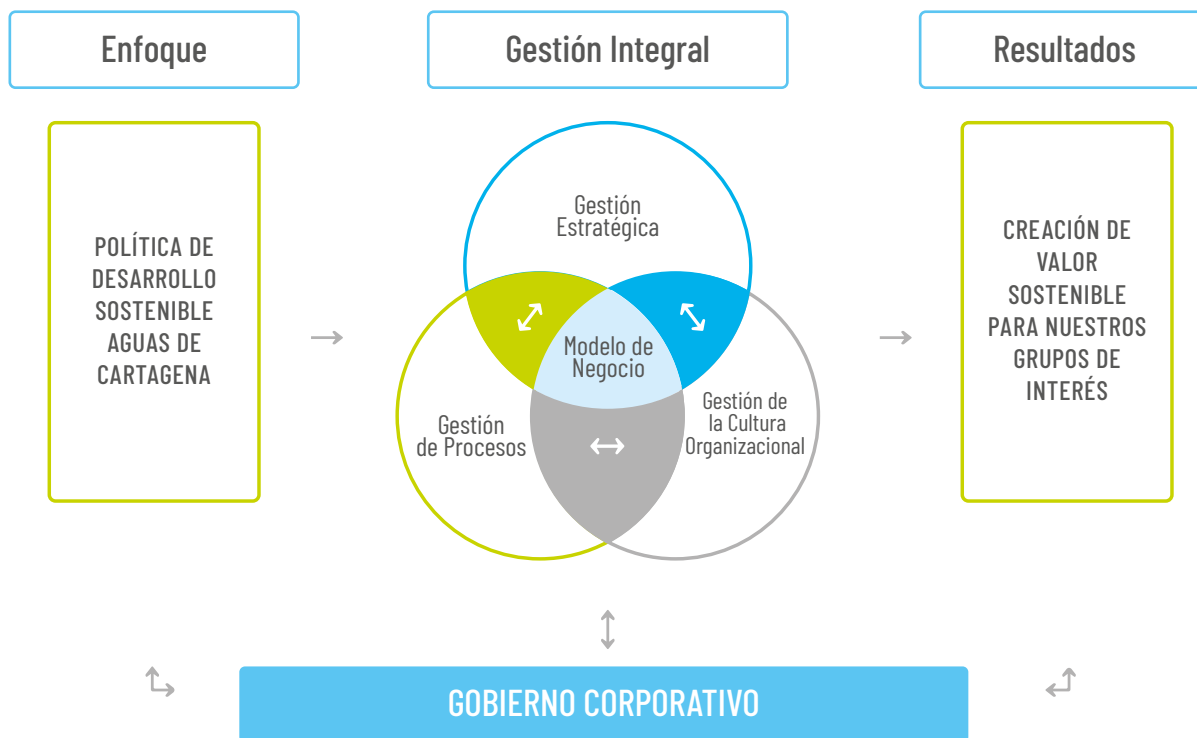 Enfoque
Gestión Integral
Resultados
POLÍTICA DE
DESARROLLO
SOSTENIBLE
AGUAS DE
CARTAGENA
Gestión
Estratégica
Modelo de
Negocio
Gestión
de Procesos
Gestión de
la Cultura
Organizacional
CREACIÓN DE
VALOR
SOSTENIBLE
PARA NUESTROS
GRUPOS DE
INTERÉS
GOBIERNO CORPORATIVO